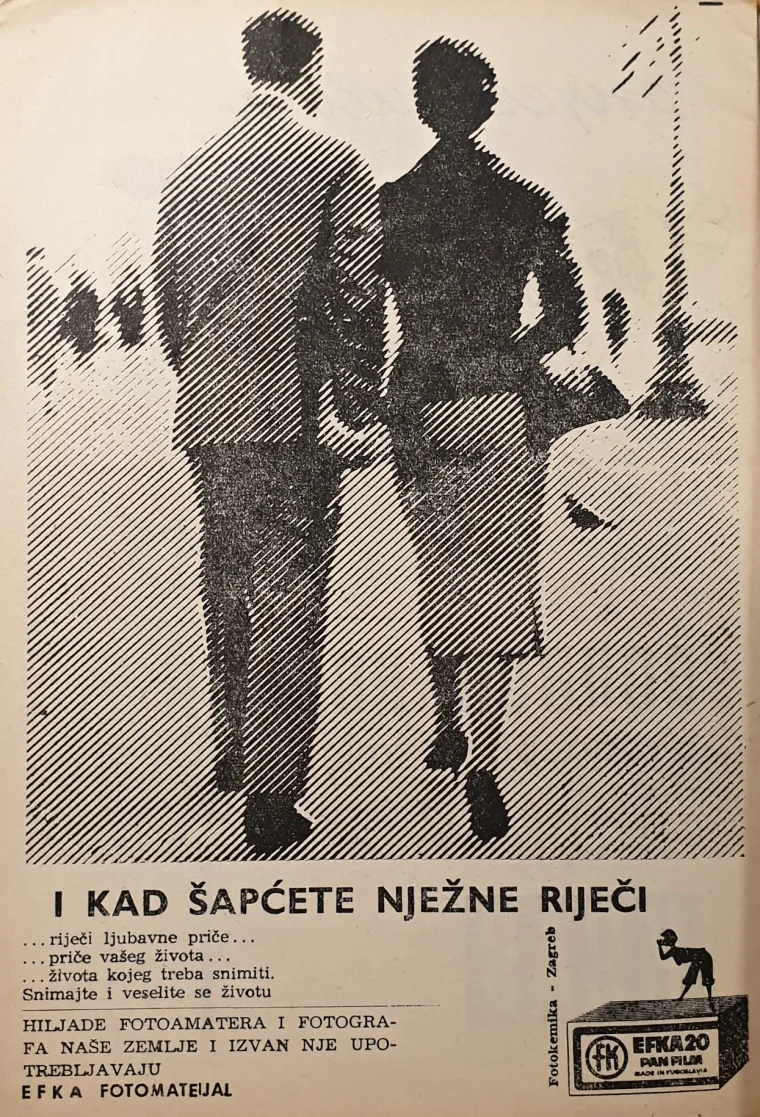 I KAD ŠAPĆETE NJEŽNE RIJEČI
...riječi ljubavne priče...
...priče vašeg života...
...života kojeg treba snimiti.
Snimajte i veselite se životu
HILJADE FOTOAMATERA I FOTOGRA-
FA NAŠE ZEMLJE I IZVAN NJE UPO-
TREBLJAVAJU
EFKA FOTOMATEIJAL
Fotokemika - Zagreb
fK
EFKA 20
PAN FILM
MADE IN YUGOSLAVIA